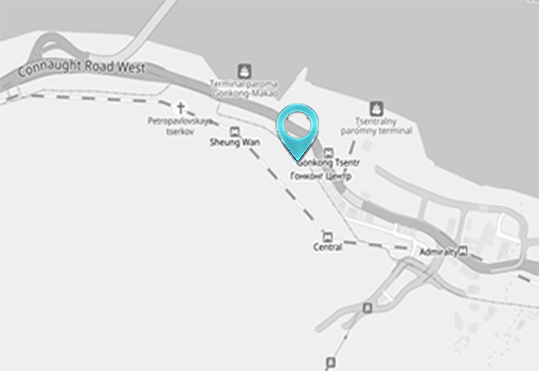 Connaught Road West
Terminal paroma
Gonkong-Makao
Petropavlovskaya
tserkov
Sheung Wan
Tsentralny
paromny terminal
Gonkong Tsentr
Гонконг Центр
Central
Admiralty